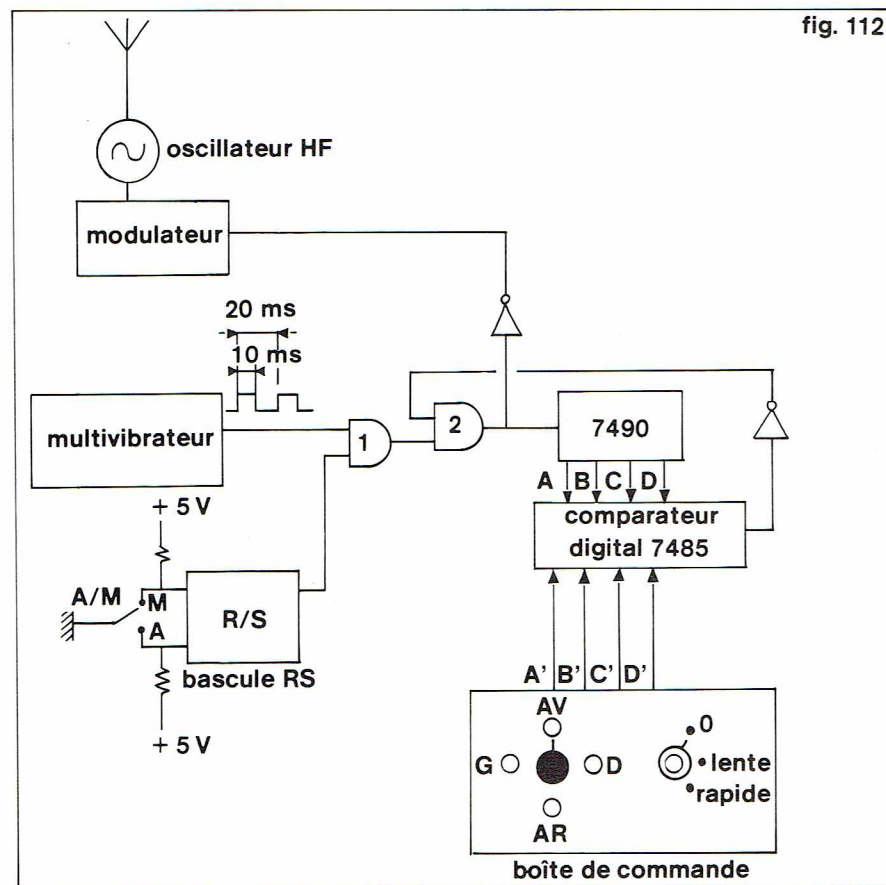 fig. 112
oscillateur HF
modulateur
20 ms
10 ms
multivibrateur
1
2
7490
A B C D
comparateur
digital 7485
+ 5 V
A/M
M
A
R/S
bascule RS
+ 5 V
A' B' C' D'
AV
G
D
AR
0
lente
rapide
boîte de commande